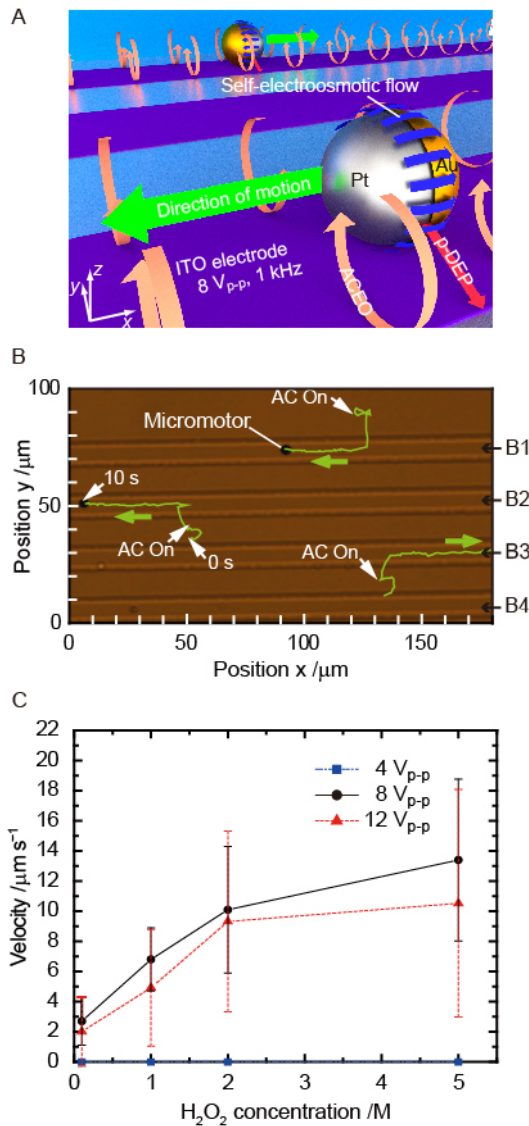 A
Self-electroosmotic flow
Pt
Au
Direction of motion
p-DEP
ITO electrode
8 Vp-p, 1 kHz
ACEO
z
y
x
B
100
50
0
Position y /μm
AC On
Micromotor
10 s
AC On
0 s
AC On
B1
B2
B3
B4
0
50
100
150
Position x /μm
C
22
20
18
16
14
12
10
8
6
4
2
0
Velocity /μm s⁻¹
4 Vp-p
8 Vp-p
12 Vp-p
0
1
2
3
4
5
H₂O₂ concentration /M